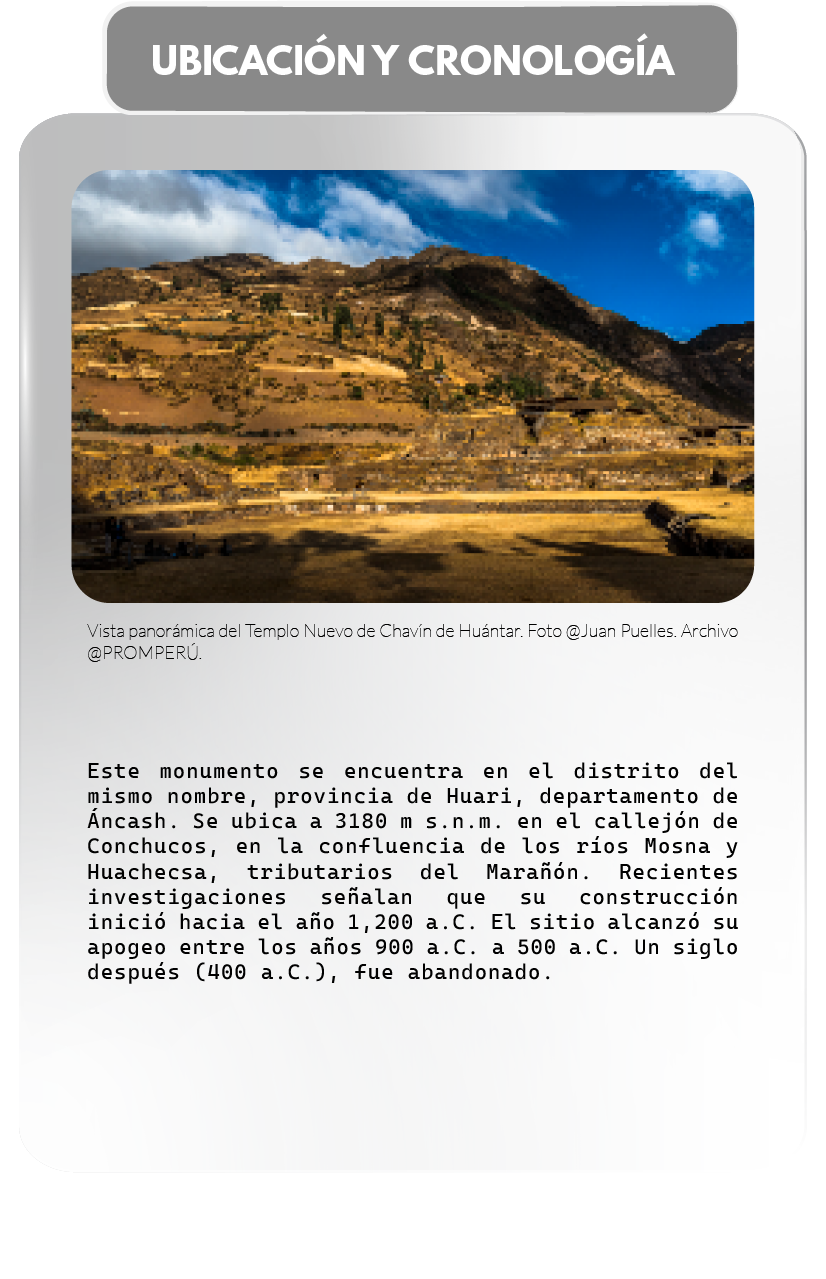 UBICACIÓN Y CRONOLOGÍA
Vista panorámica del Templo Nuevo de Chavín de Huántar. Foto @Juan Puelles. Archivo
@PROMPERÚ.
Este monumento se encuentra en el distrito del
mismo nombre, provincia de Huari, departamento de
Áncash. Se ubica a 3180 m s.n.m. en el callejón de
Conchucos, en la confluencia de los ríos Mosna y
Huachecsa, tributarios del Marañón. Recientes
investigaciones señalan que su construcción
inició hacia el año 1,200 a.C. El sitio alcanzó su
apogeo entre los años 900 a.C. a 500 a.C. Un siglo
después (400 a.C.), fue abandonado.